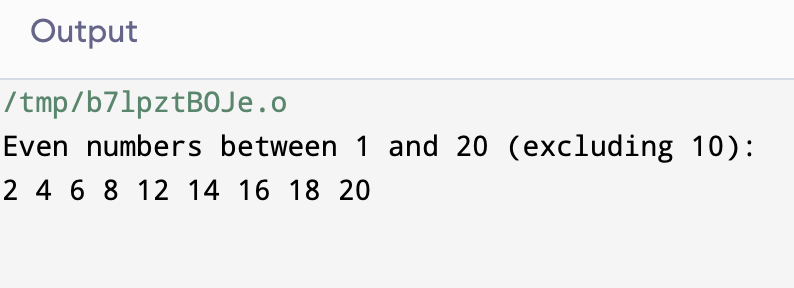 Output
/tmp/b7lpztBOJe.o
Even numbers between 1 and 20 (excluding 10):
2 4 6 8 12 14 16 18 20